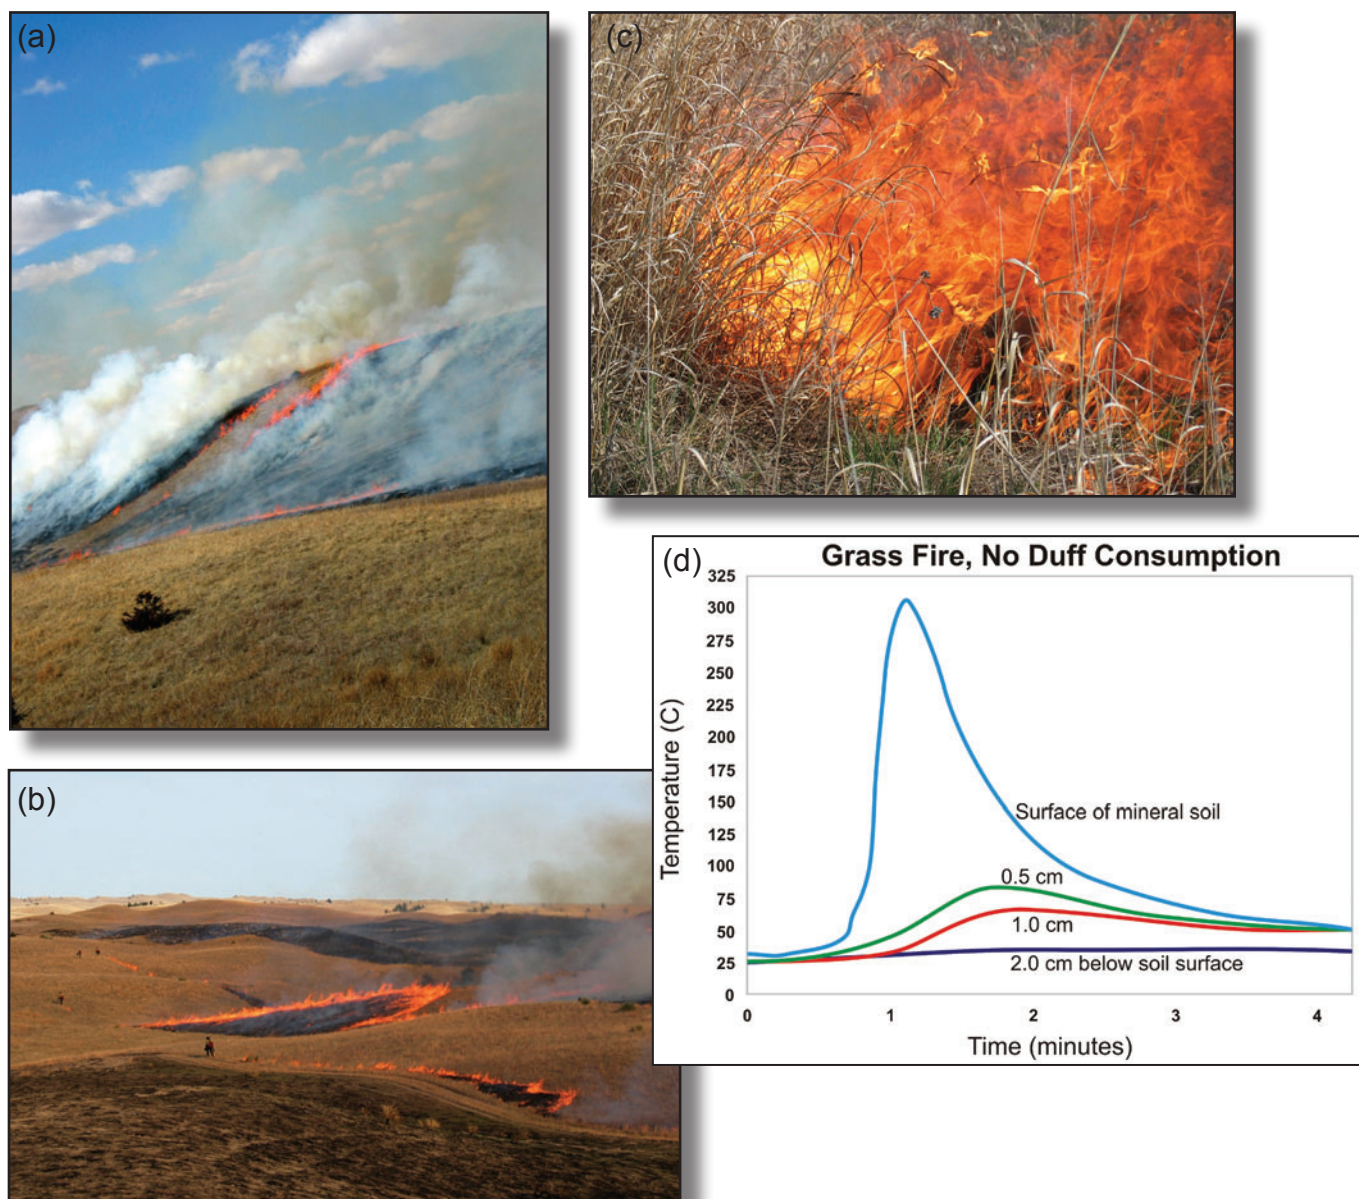 (a)
(c)
(b)
(d)
Grass Fire, No Duff Consumption
325
300
275
250
225
200
175
150
125
100
75
50
25
0
Temperature (C)
Surface of mineral soil
0.5 cm
1.0 cm
2.0 cm below soil surface
0 1 2 3 4
Time (minutes)